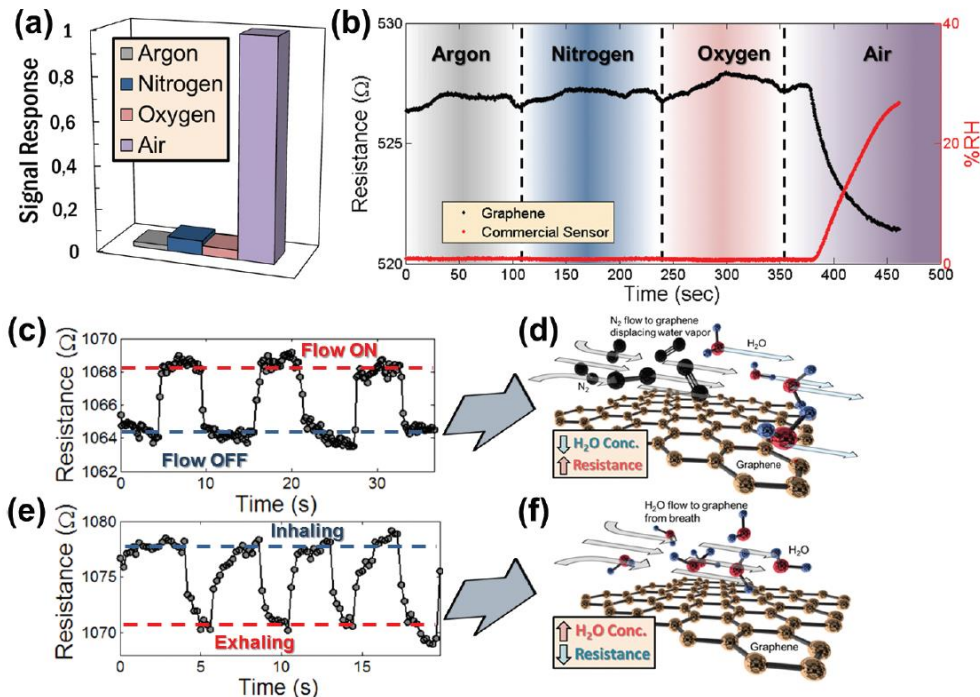 (a)
Signal Response
1
0,8
0,6
0,4
0,2
0
Argon
Nitrogen
Oxygen
Air
(b)
Resistance (Ω)
530
525
520
Argon
Nitrogen
Oxygen
Air
Graphene
Commercial Sensor
0 50 100 150 200 250 300 350 400 450 500
Time (sec)
40
20
0
%RH
(c)
Resistance (Ω)
1070
1068
1066
1064
1062
Flow ON
Flow OFF
0 10 20 30
Time (s)
(d)
N₂ flow to graphene
displacing water vapor
H₂O
N₂
⇩ H₂O Conc.
⇧ Resistance
Graphene
(e)
Resistance (Ω)
1080
1075
1070
Inhaling
Exhaling
0 5 10 15
Time (s)
(f)
H₂O flow to graphene
from breath
H₂O
⇧ H₂O Conc.
⇩ Resistance
Graphene